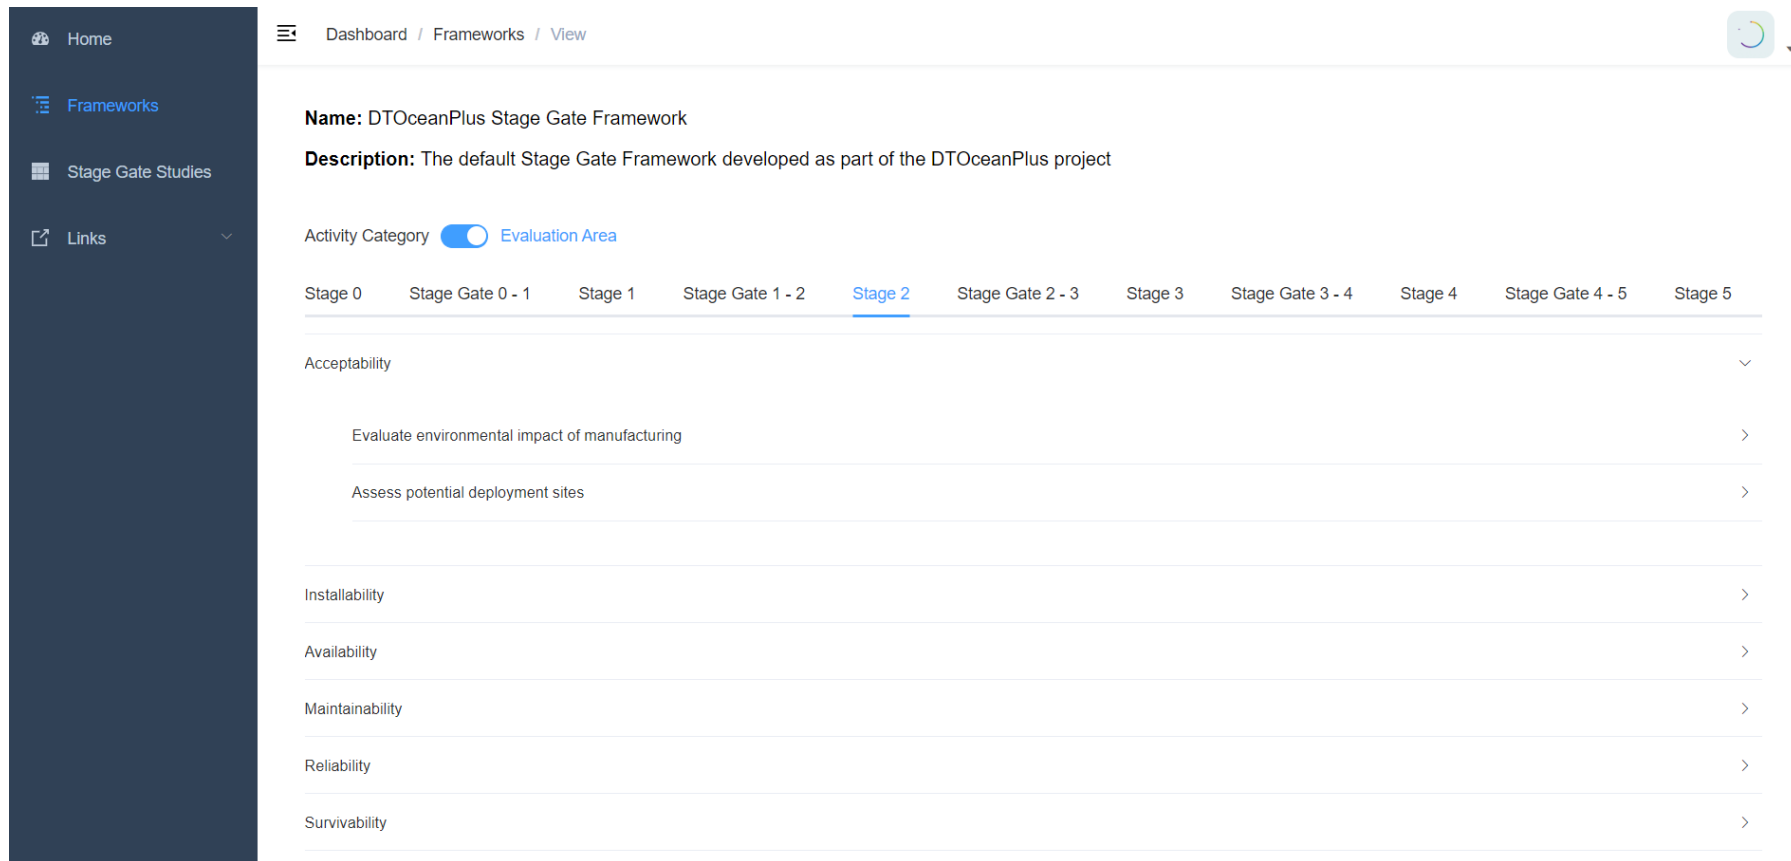 Home
Frameworks
Stage Gate Studies
Links
Dashboard / Frameworks / View
Name: DTOceanPlus Stage Gate Framework
Description: The default Stage Gate Framework developed as part of the DTOceanPlus project
Activity Category Evaluation Area
Stage 0 Stage Gate 0 - 1 Stage 1 Stage Gate 1 - 2 Stage 2 Stage Gate 2 - 3 Stage 3 Stage Gate 3 - 4 Stage 4 Stage Gate 4 - 5 Stage 5
Acceptability
Evaluate environmental impact of manufacturing
Assess potential deployment sites
Installability
Availability
Maintainability
Reliability
Survivability